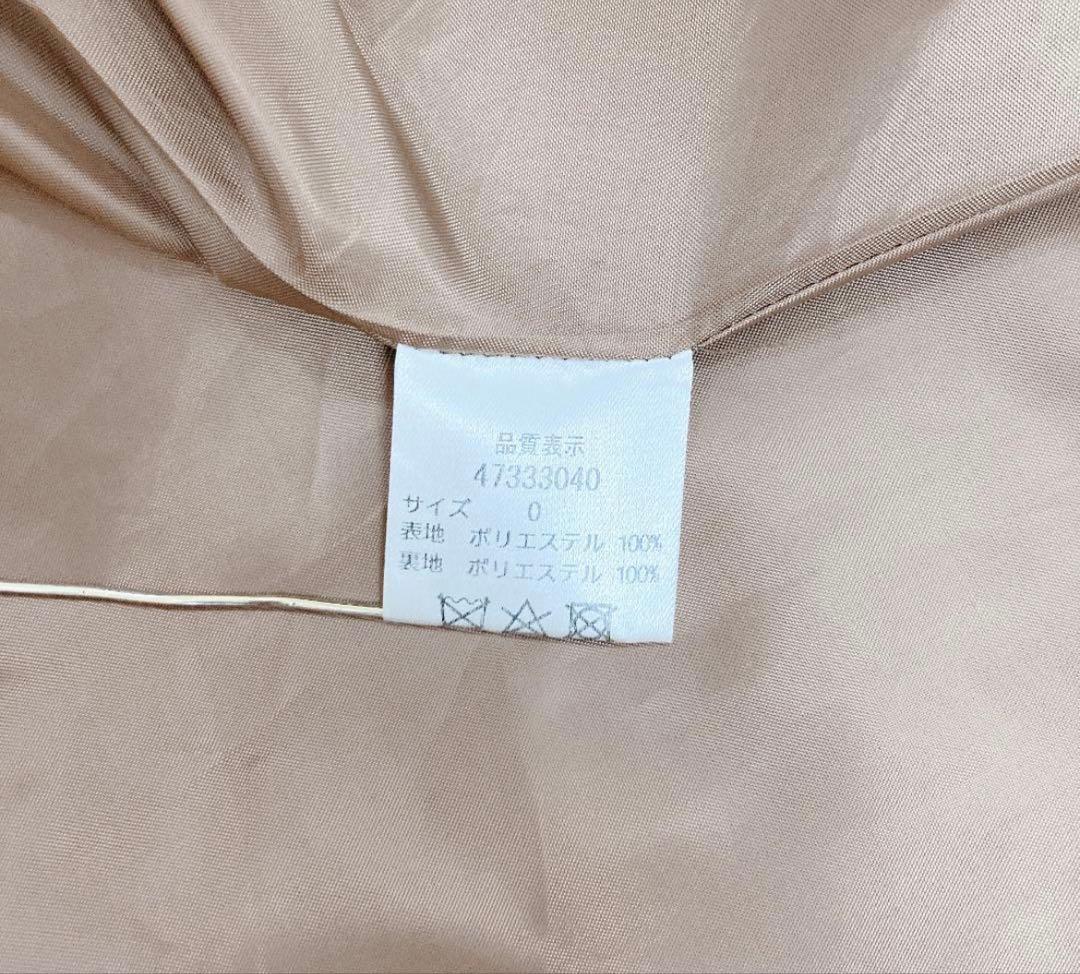 品質表示
47333040
サイズ 0
表地 ポリエステル 100%
裏地 ポリエステル 100%